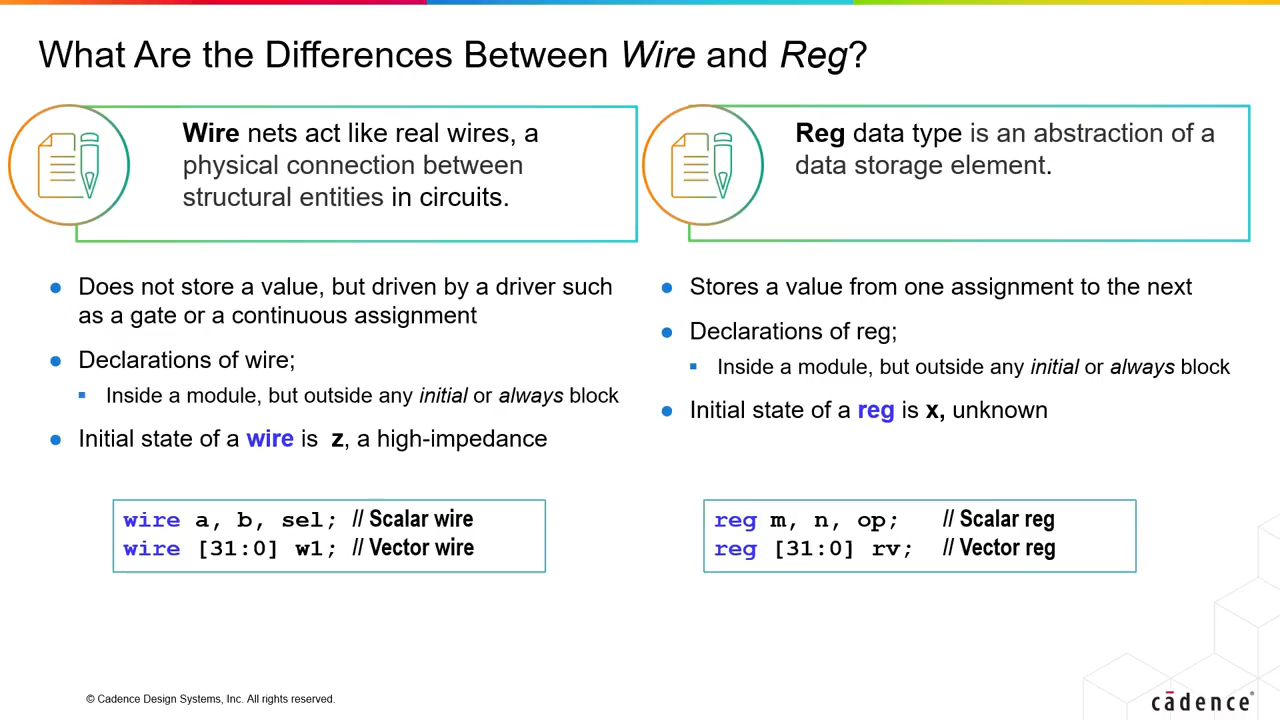 What Are the Differences Between Wire and Reg?
Wire nets act like real wires, a
physical connection between
structural entities in circuits.
Reg data type is an abstraction of a
data storage element.
● Does not store a value, but driven by a driver such
as a gate or a continuous assignment
● Declarations of wire;
▪ Inside a module, but outside any initial or always block
● Initial state of a wire is z, a high-impedance
● Stores a value from one assignment to the next
● Declarations of reg;
▪ Inside a module, but outside any initial or always block
● Initial state of a reg is x, unknown
wire a, b, sel; // Scalar wire
wire [31:0] w1; // Vector wire
reg m, n, op; // Scalar reg
reg [31:0] rv; // Vector reg
© Cadence Design Systems, Inc. All rights reserved.
cādence®